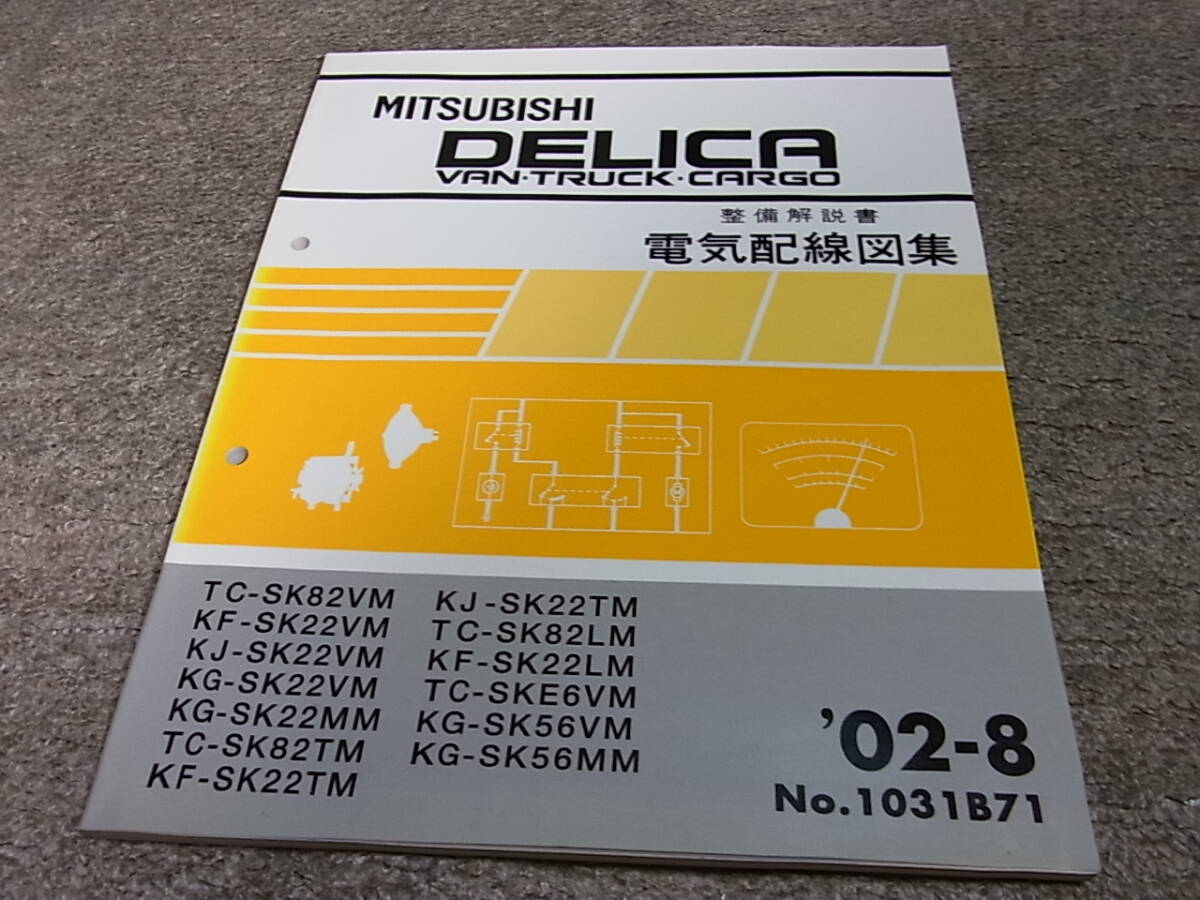 MITSUBISHI
DELICA
VAN·TRUCK·CARGO
整備解説書
電気配線図集
TC-SK82VM
KF-SK22VM
KJ-SK22VM
KG-SK22VM
KG-SK22MM
TC-SK82TM
KF-SK22TM
KJ-SK22TM
TC-SK82LM
KF-SK22LM
TC-SKE6VM
KG-SK56VM
KG-SK56MM
'02-8
No.1031B71